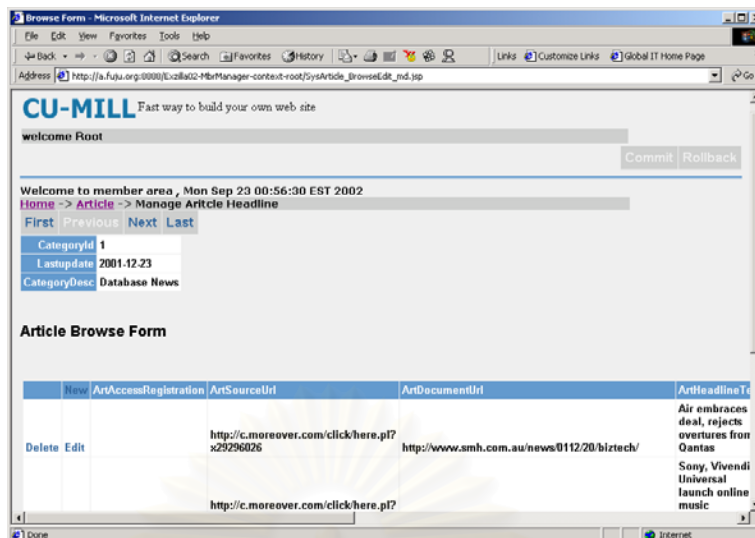 Browse Form - Microsoft Internet Explorer
File Edit View Favorites Tools Help
Back Search Favorites History Links Customize Links Global IT Home Page
Address http://a.fuju.org:8888/Exzilla02-MbrManager-context-root/SysArticle_BrowseEdit_md.jsp Go
CU-MILL Fast way to build your own web site
welcome Root
Commit Rollback
Welcome to member area , Mon Sep 23 00:56:30 EST 2002
Home -> Article -> Manage Aritcle Headline
First Previous Next Last
CategoryId 1
Lastupdate 2001-12-23
CategoryDesc Database News
Article Browse Form
New ArtAccessRegistration ArtSourceUrl ArtDocumentUrl ArtHeadlineTe
Delete Edit http://c.moreover.com/click/here.pl?x29296026 http://www.smh.com.au/news/0112/20/biztech/ Air embraces deal, rejects overtures from Qantas
http://c.moreover.com/click/here.pl? Sony, Vivendi Universal launch online music
Done Internet